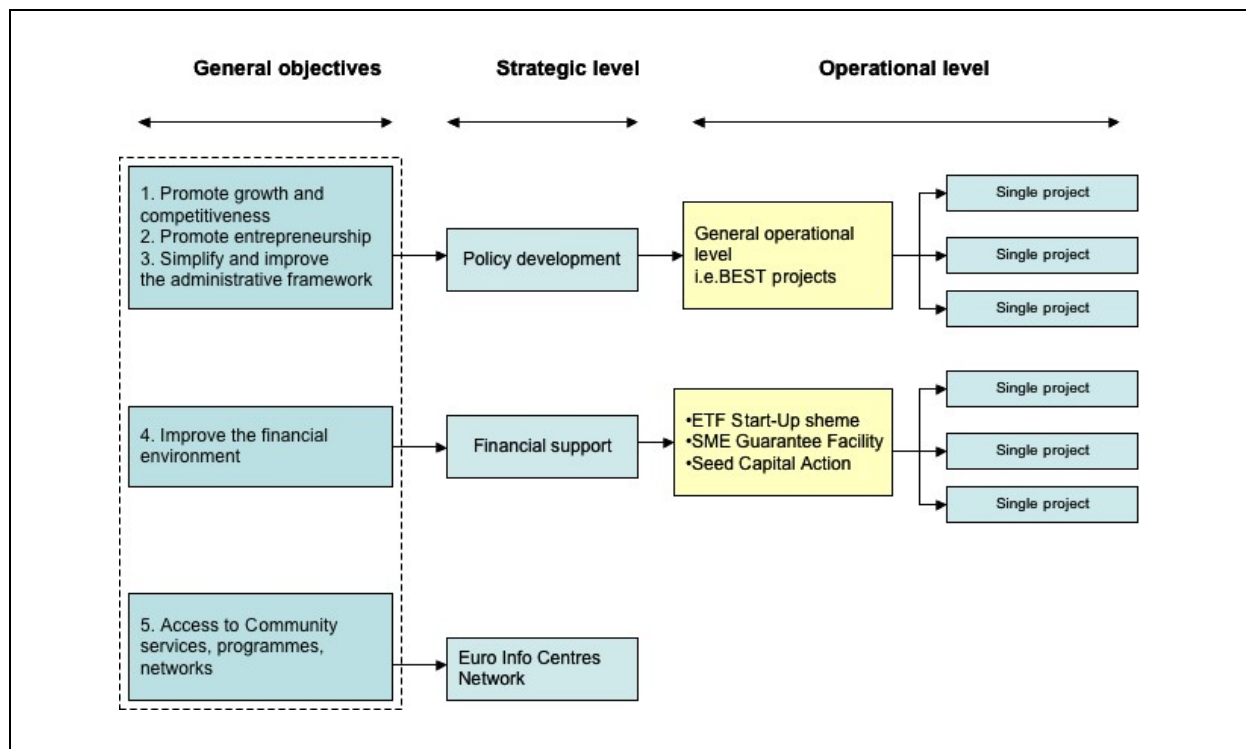 General objectives
Strategic level
Operational level
1. Promote growth and
competitiveness
2. Promote entrepreneurship
3. Simplify and improve
the administrative framework
Policy development
General operational
level
i.e.BEST projects
Single project
Single project
Single project
4. Improve the financial
environment
Financial support
•ETF Start-Up sheme
•SME Guarantee Facility
•Seed Capital Action
Single project
Single project
Single project
5. Access to Community
services, programmes,
networks
Euro Info Centres
Network